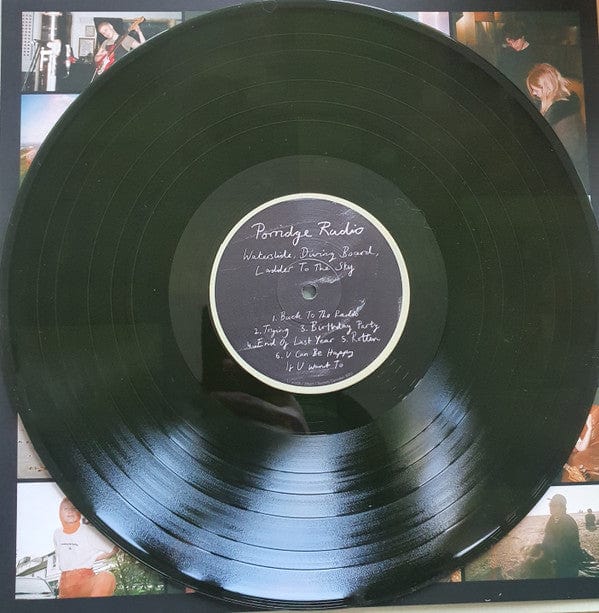 Porridge Radio
Waterslide, Diving Board,
Ladder To The Sky
1. Back To The Radio
2. Trying 3. Birthday Party
4. End Of Last Year 5. Rotten
6. U Can Be Happy
If U Want To